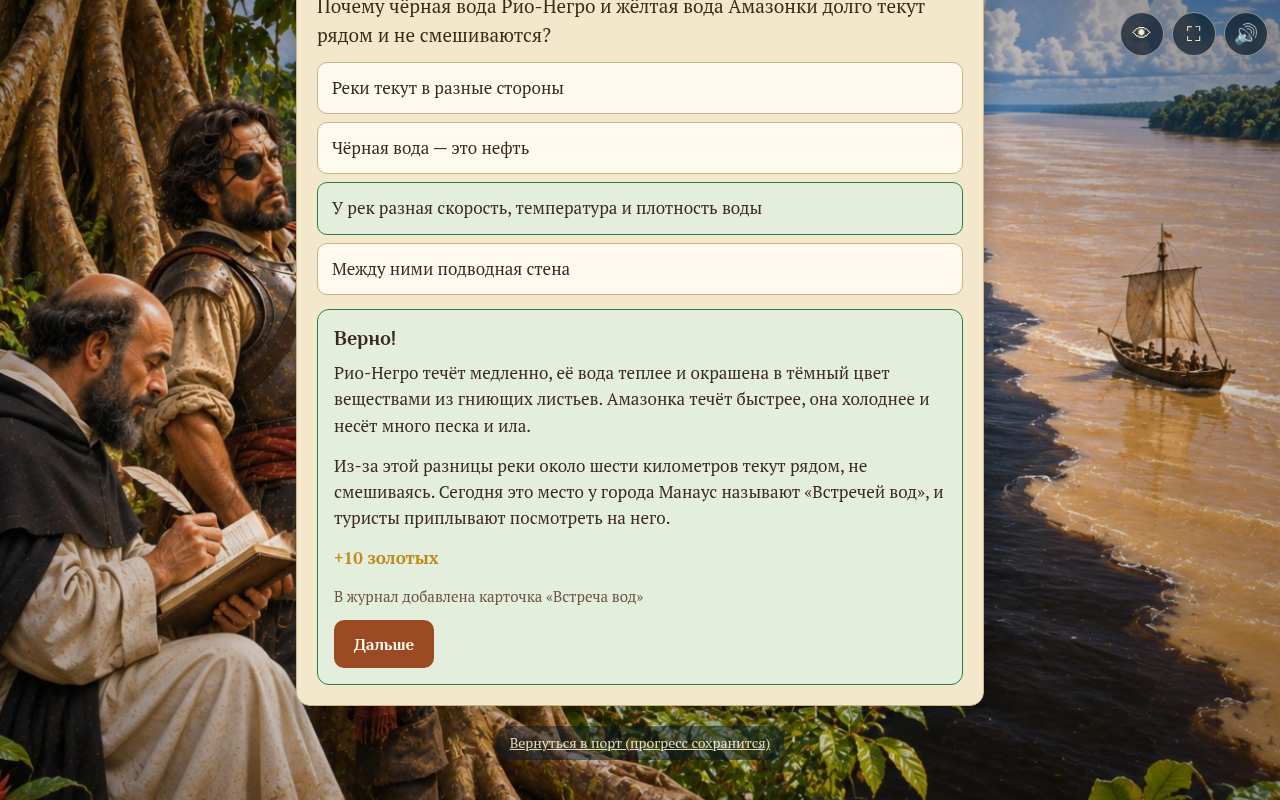 Почему чёрная вода Рио-Негро и жёлтая вода Амазонки долго текут
рядом и не смешиваются?
Реки текут в разные стороны
Чёрная вода — это нефть
У рек разная скорость, температура и плотность воды
Между ними подводная стена
Верно!
Рио-Негро течёт медленно, её вода теплее и окрашена в тёмный цвет
веществами из гниющих листьев. Амазонка течёт быстрее, она холоднее и
несёт много песка и ила.
Из-за этой разницы реки около шести километров текут рядом, не
смешиваясь. Сегодня это место у города Манаус называют «Встречей вод», и
туристы приплывают посмотреть на него.
+10 золотых
В журнал добавлена карточка «Встреча вод»
Дальше
Вернуться в порт (прогресс сохранится)